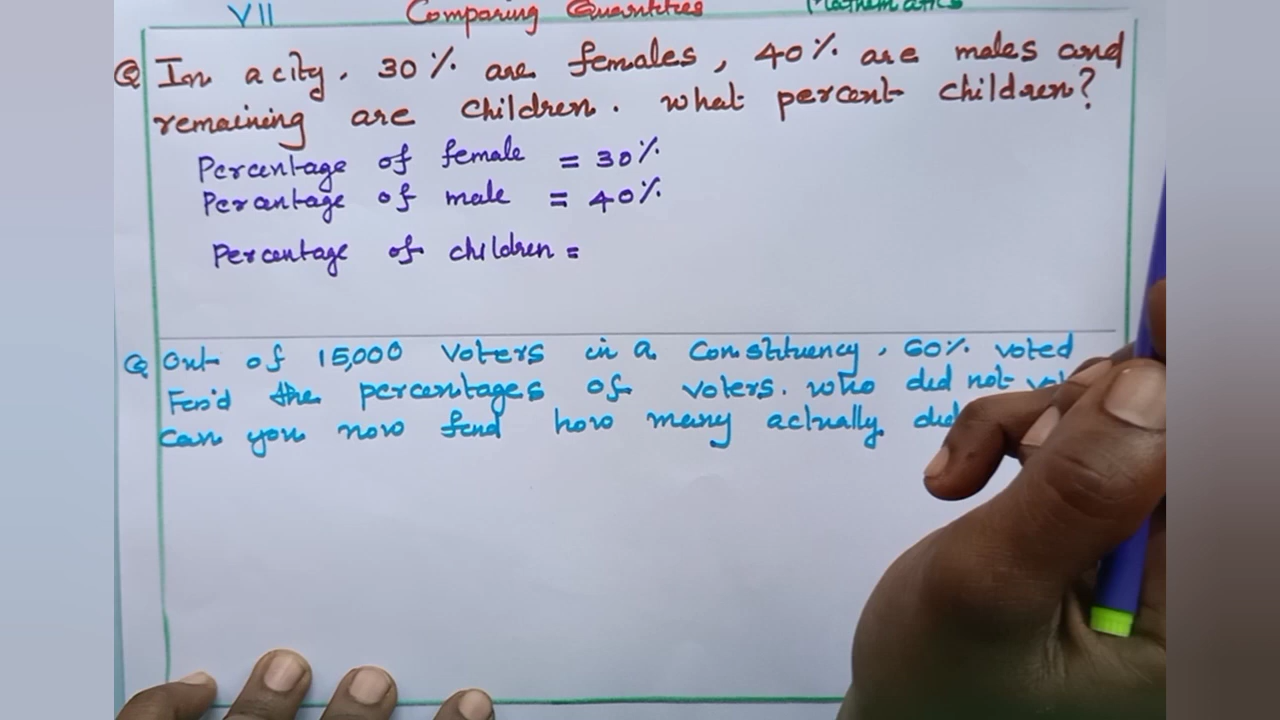 VII Comparing Quantities Mathematics
Q In a city, 30% are females, 40% are males and
remaining are children. What percent children?
Percentage of female = 30%
Percentage of male = 40%
Percentage of children =
Q Out of 15,000 voters in a constituency, 60% voted
Find the percentages of voters. who did not
Can you now find how many actually did